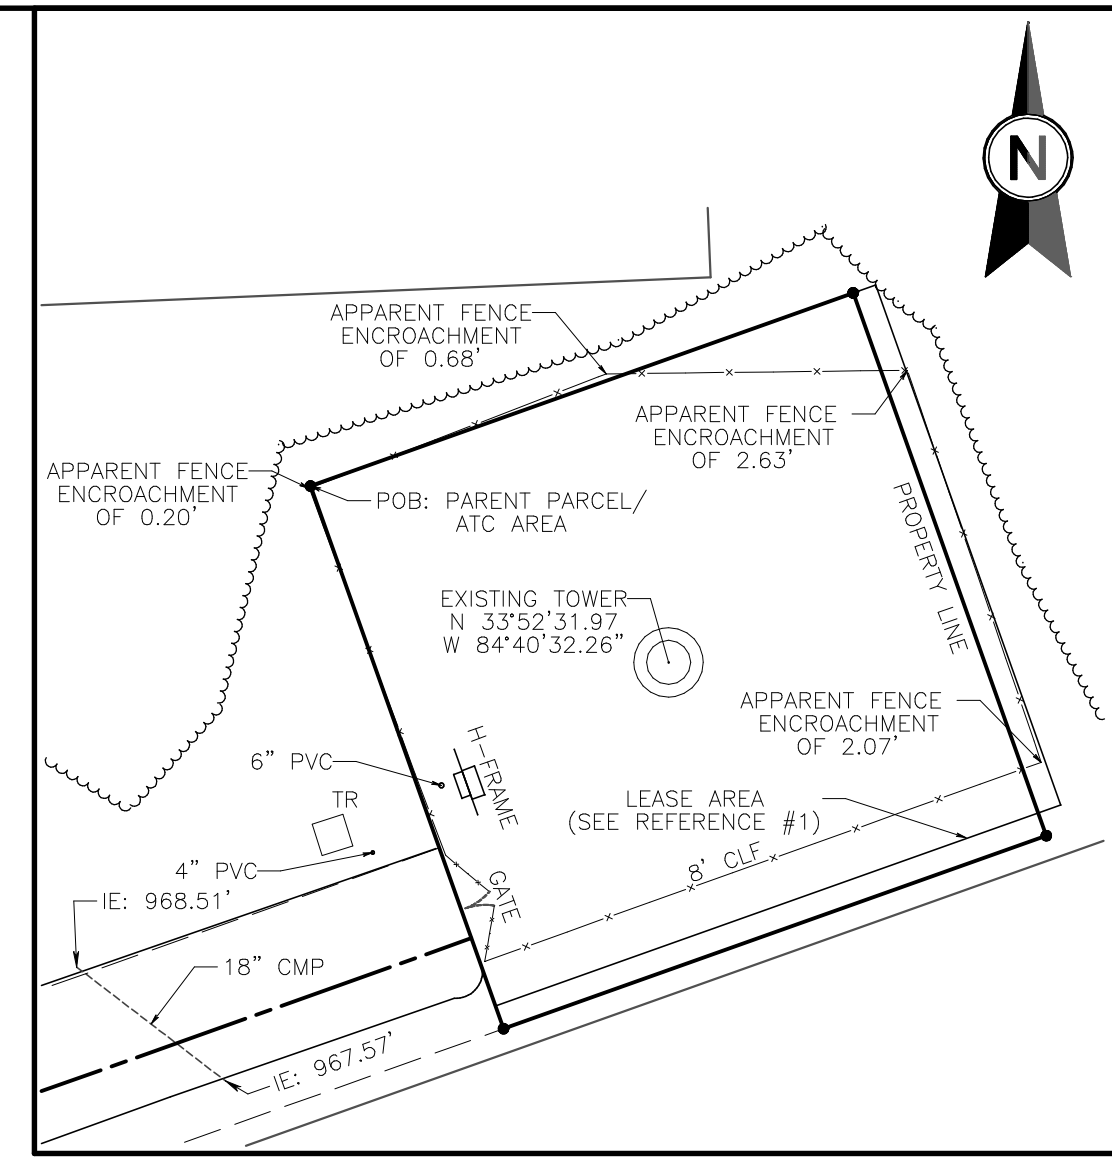 N
APPARENT FENCE
ENCROACHMENT
OF 0.68'
APPARENT FENCE
ENCROACHMENT
OF 2.63'
APPARENT FENCE
ENCROACHMENT
OF 0.20'
POB: PARENT PARCEL/
ATC AREA
PROPERTY LINE
EXISTING TOWER
N 33°52'31.97
W 84°40'32.26"
APPARENT FENCE
ENCROACHMENT
OF 2.07'
H-FRAME
6" PVC
TR
LEASE AREA
(SEE REFERENCE #1)
4" PVC
8' CLF
GATE
IE: 968.51'
18" CMP
IE: 967.57'